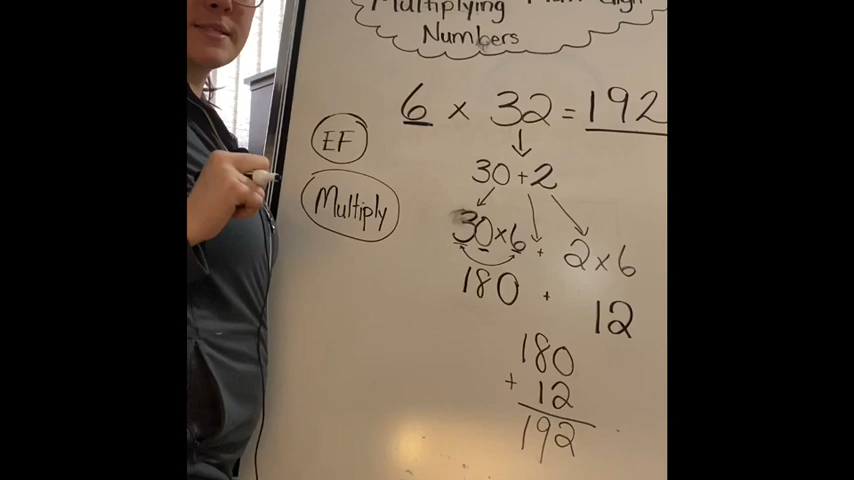 Multiplying
Numbers
6 × 32 = 192
EF
30 + 2
Multiply
30 × 6 + 2 × 6
180 + 12
180
+ 12
192